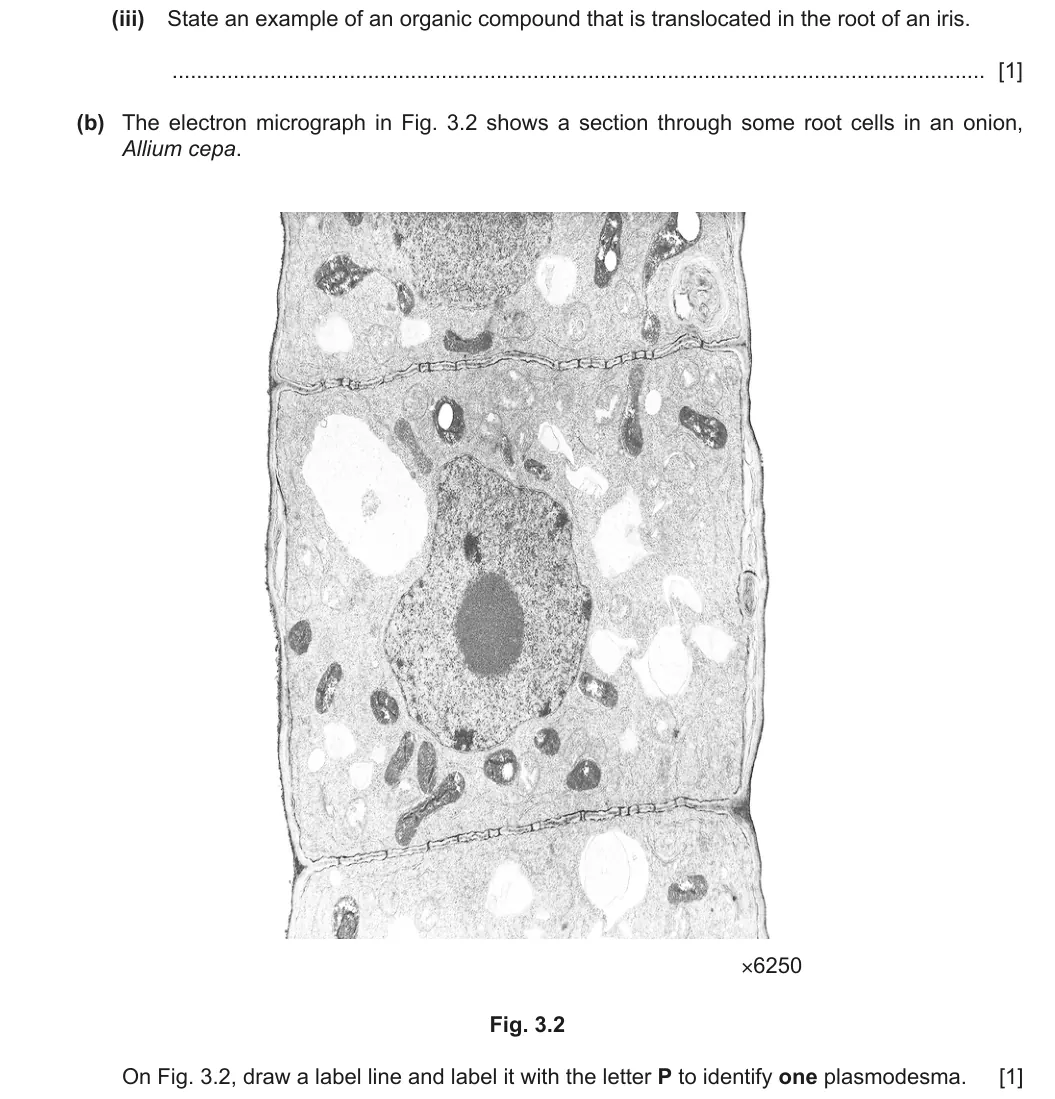 (iii) State an example of an organic compound that is translocated in the root of an iris.
...................................................................................................................................... [1]
(b) The electron micrograph in Fig. 3.2 shows a section through some root cells in an onion,
Allium cepa.
×6250
Fig. 3.2
On Fig. 3.2, draw a label line and label it with the letter P to identify one plasmodesma. [1]